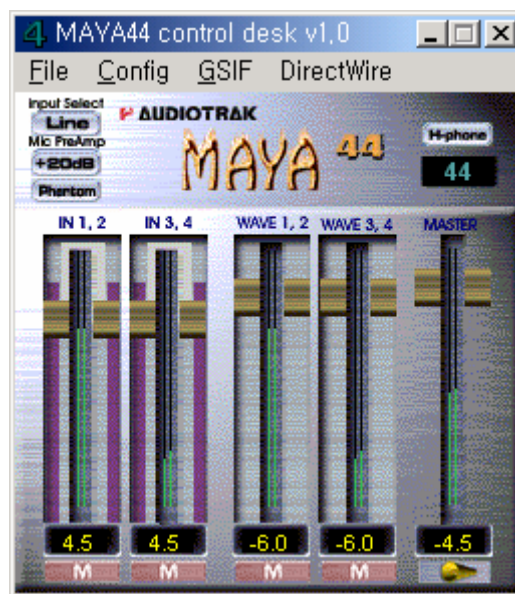 4 MAYA44 control desk v1,0
File Config GSIF DirectWire
Input Select
Line
Mic PreAmp
+20dB
Phantom
AUDIOTRAK
MAYA 44
H-phone
44
IN 1, 2 IN 3, 4 WAVE 1, 2 WAVE 3, 4 MASTER
4.5 4.5 -6.0 -6.0 -4.5
M M M M